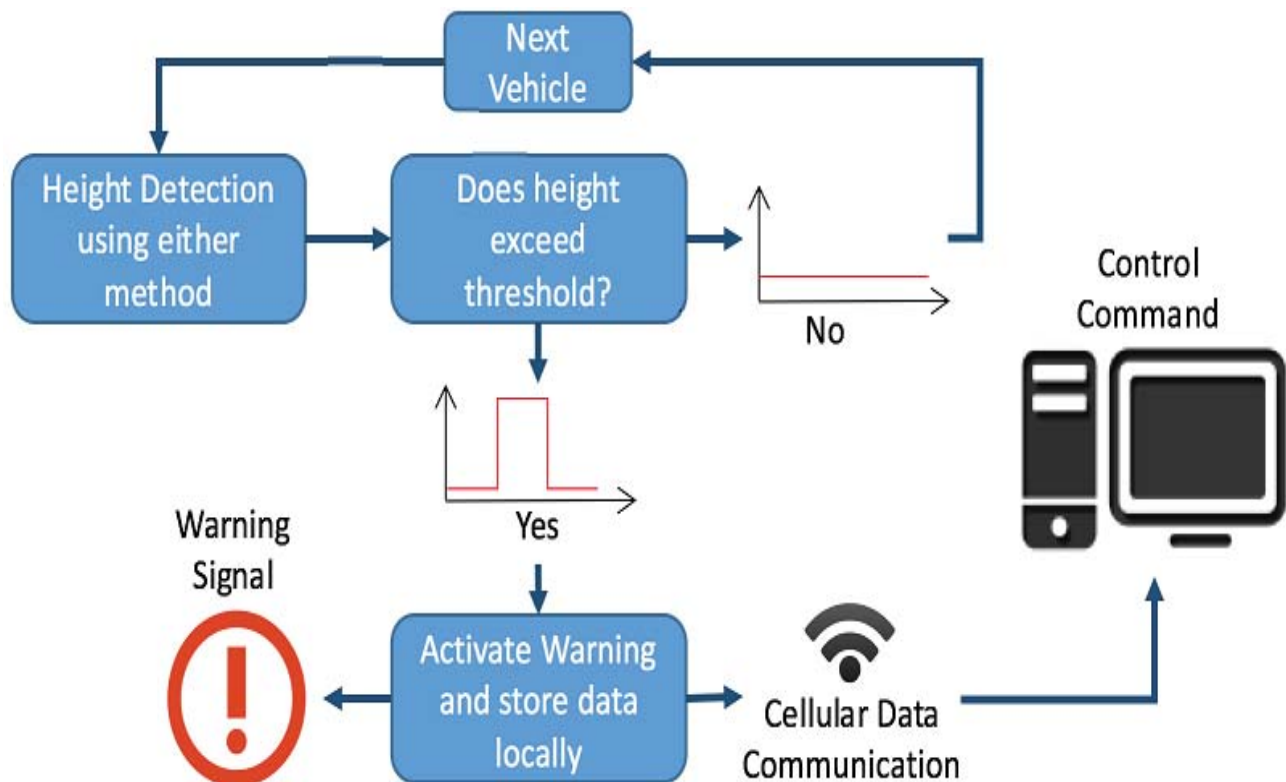 Next
Vehicle
Height Detection
using either
method
Does height
exceed
threshold?
No
Control
Command
Yes
Warning
Signal
Activate Warning
and store data
locally
Cellular Data
Communication